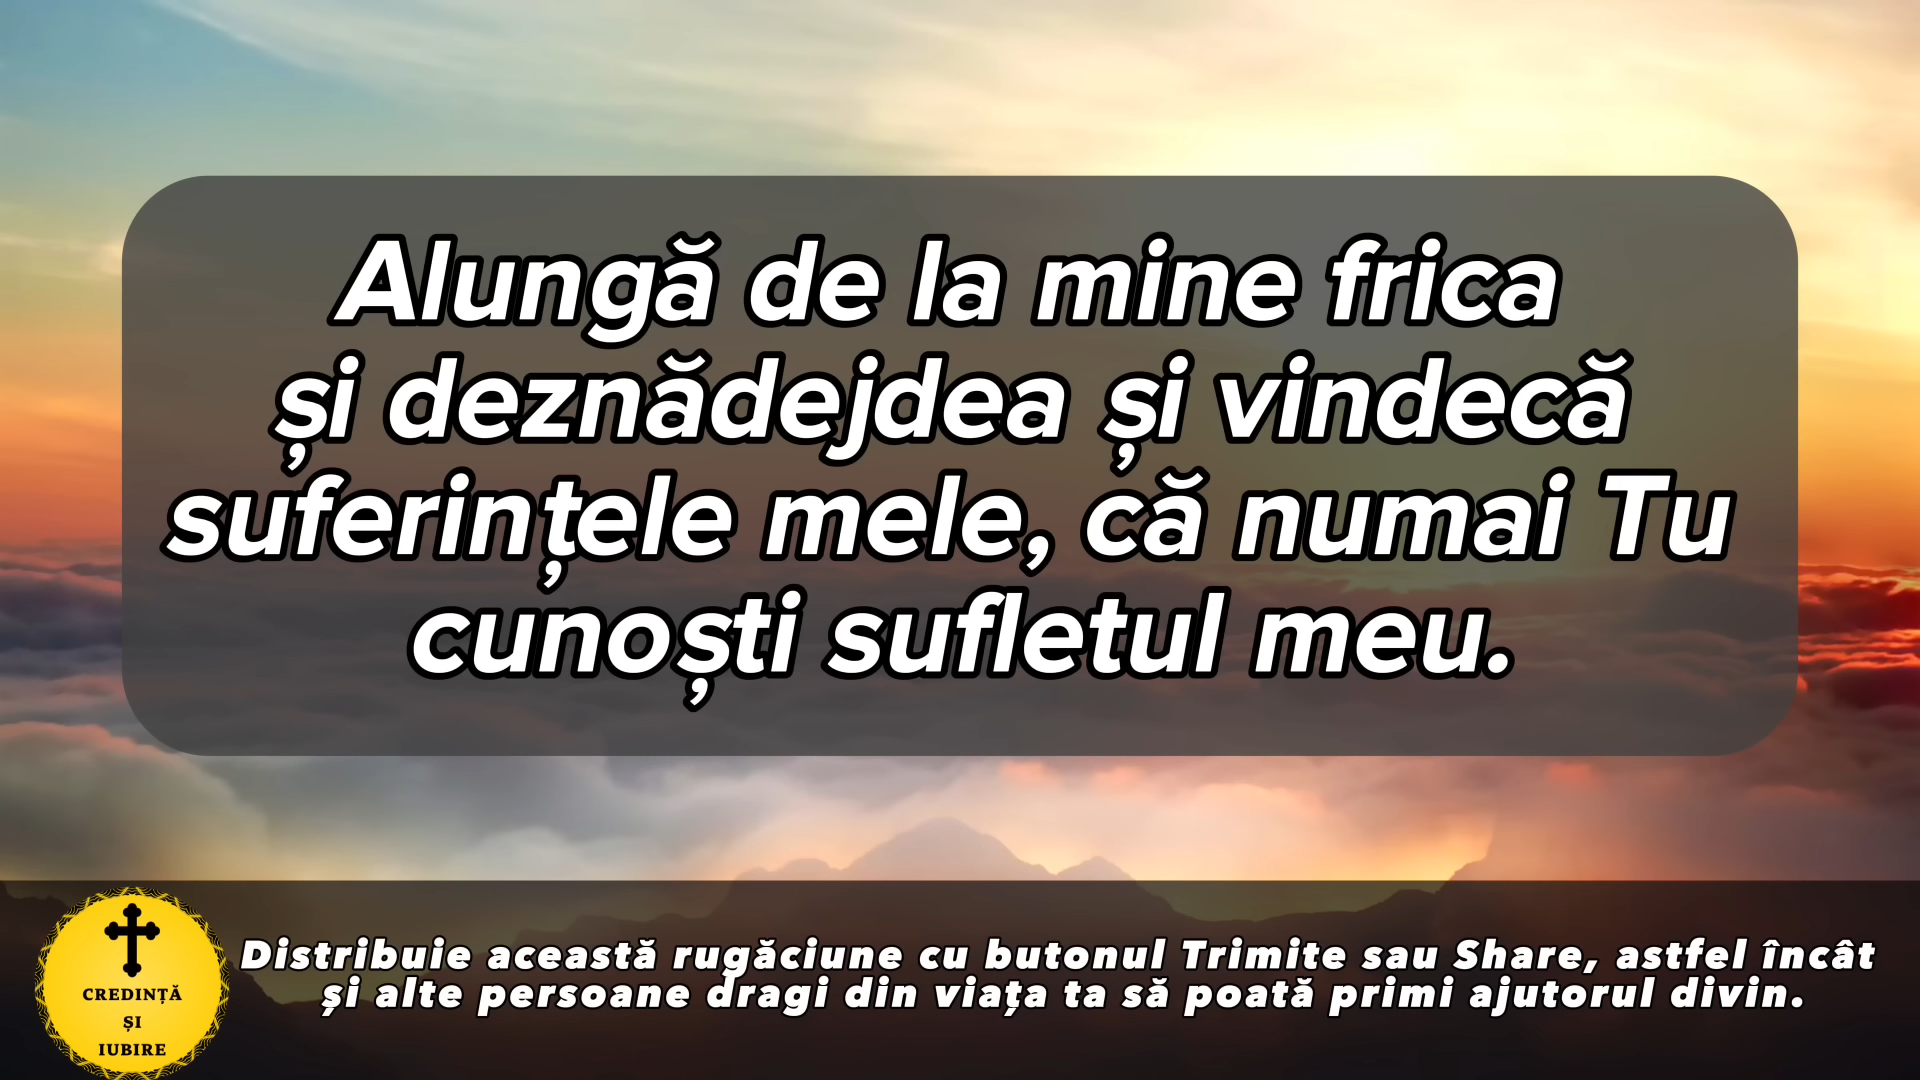 Alungă de la mine frica
și deznădejdea și vindecă
suferințele mele, că numai Tu
cunoști sufletul meu.
Distribuie această rugăciune cu butonul Trimite sau Share, astfel încât
și alte persoane dragi din viața ta să poată primi ajutorul divin.
CREDINȚĂ
ȘI
IUBIRE